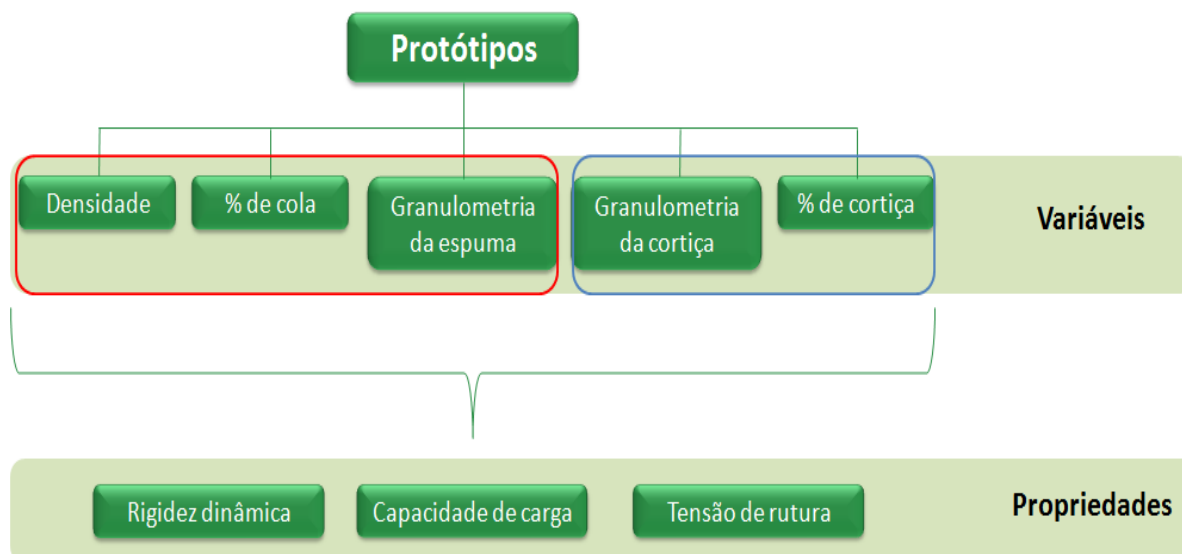 Protótipos
Densidade
% de cola
Granulometria
da espuma
Granulometria
da cortiça
% de cortiça
Variáveis
Rigidez dinâmica
Capacidade de carga
Tensão de rutura
Propriedades